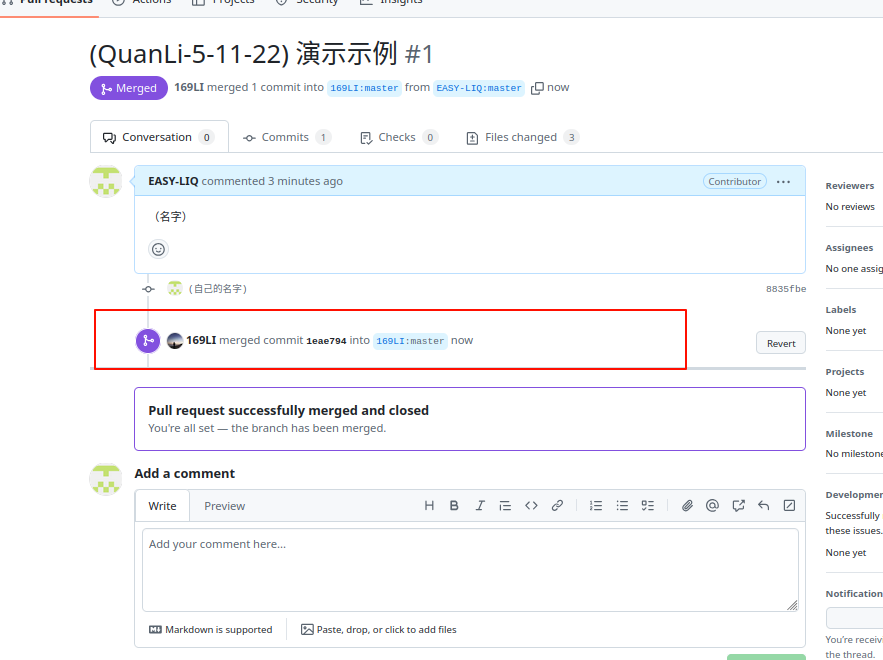 Pull requests Actions Projects Security Insights
(QuanLi-5-11-22) 演示示例 #1
Merged 169LI merged 1 commit into 169LI:master from EASY-LIQ:master now
Conversation 0 Commits 1 Checks 0 Files changed 3
EASY-LIQ commented 3 minutes ago Contributor ...
（名字）
（自己的名字） 8835fbe
169LI merged commit 1eae794 into 169LI:master now Revert
Pull request successfully merged and closed
You're all set — the branch has been merged.
Add a comment
Write Preview
Add your comment here...
Markdown is supported Paste, drop, or click to add files
Reviewers
No reviews
Assignees
No one assig
Labels
None yet
Projects
None yet
Milestone
No milestone
Developmen
Successfully
these issues.
None yet
Notification
You're receiv
the thread.